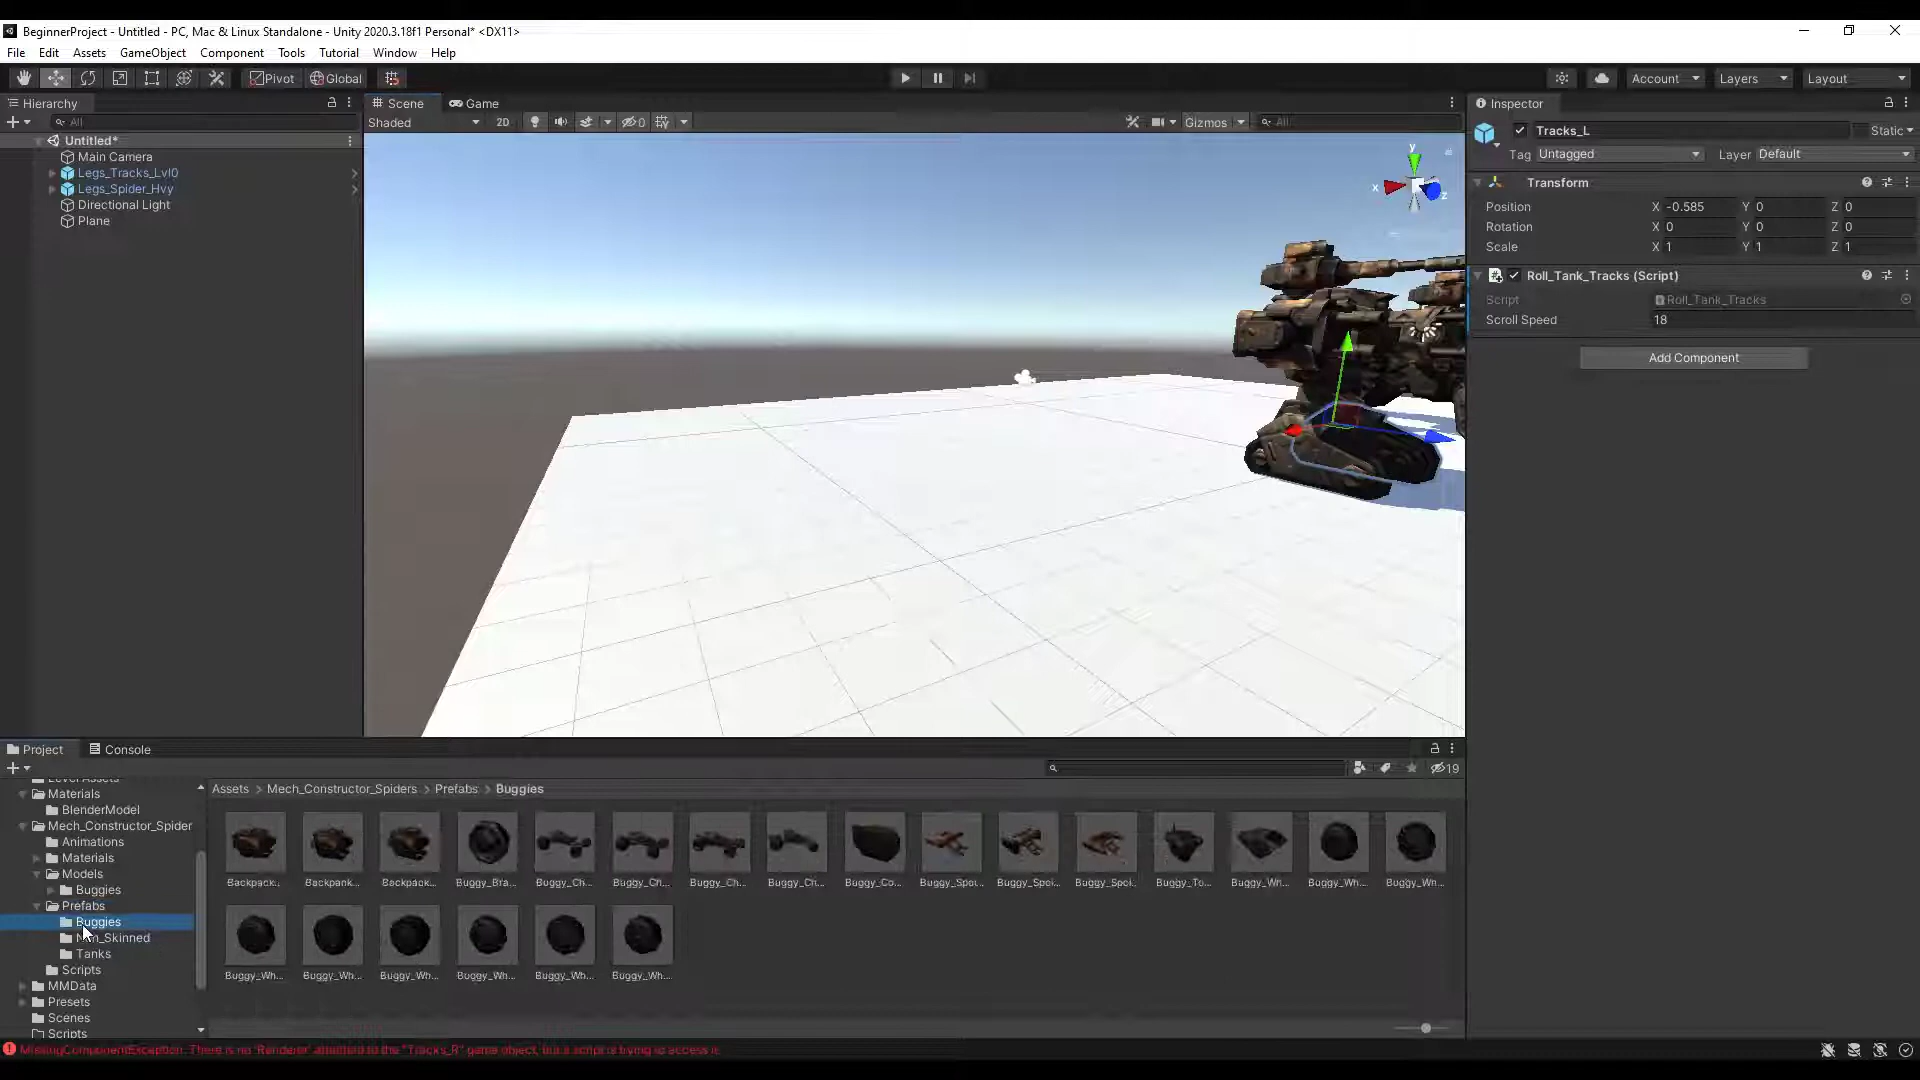 BeginnerProject - Untitled - PC, Mac & Linux Standalone - Unity 2020.3.18f1 Personal* <DX11>
File Edit Assets GameObject Component Tools Tutorial Window Help
Pivot Global Account Layers Layout
Hierarchy
All
Untitled*
Main Camera
Legs_Tracks_Lvl0
Legs_Spider_Hvy
Directional Light
Plane
Scene Game
Shaded 2D 0 Gizmos All
y
x
z
Inspector
Tracks_L Static
Tag Untagged Layer Default
Transform
Position X -0.585 Y 0 Z 0
Rotation X 0 Y 0 Z 0
Scale X 1 Y 1 Z 1
Roll_Tank_Tracks (Script)
Script Roll_Tank_Tracks
Scroll Speed 18
Add Component
Project Console
19
Level Assets
Materials
BlenderModel
Mech_Constructor_Spider
Animations
Materials
Models
Buggies
Prefabs
Buggies
Skinned
Tanks
Scripts
MMData
Presets
Scenes
Scripts
Assets > Mech_Constructor_Spiders > Prefabs > Buggies
Backpack... Backpack... Backpack... Buggy_Bra... Buggy_Ch... Buggy_Ch... Buggy_Ch... Buggy_Ch... Buggy_Co... Buggy_Spoi... Buggy_Spoi... Buggy_Spoi... Buggy_To... Buggy_Wh... Buggy_Wh... Buggy_Wh...
Buggy_Wh... Buggy_Wh... Buggy_Wh... Buggy_Wh... Buggy_Wh... Buggy_Wh...
MissingComponentException: There is no 'Renderer' attached to the "Tracks_R" game object, but a script is trying to access it.